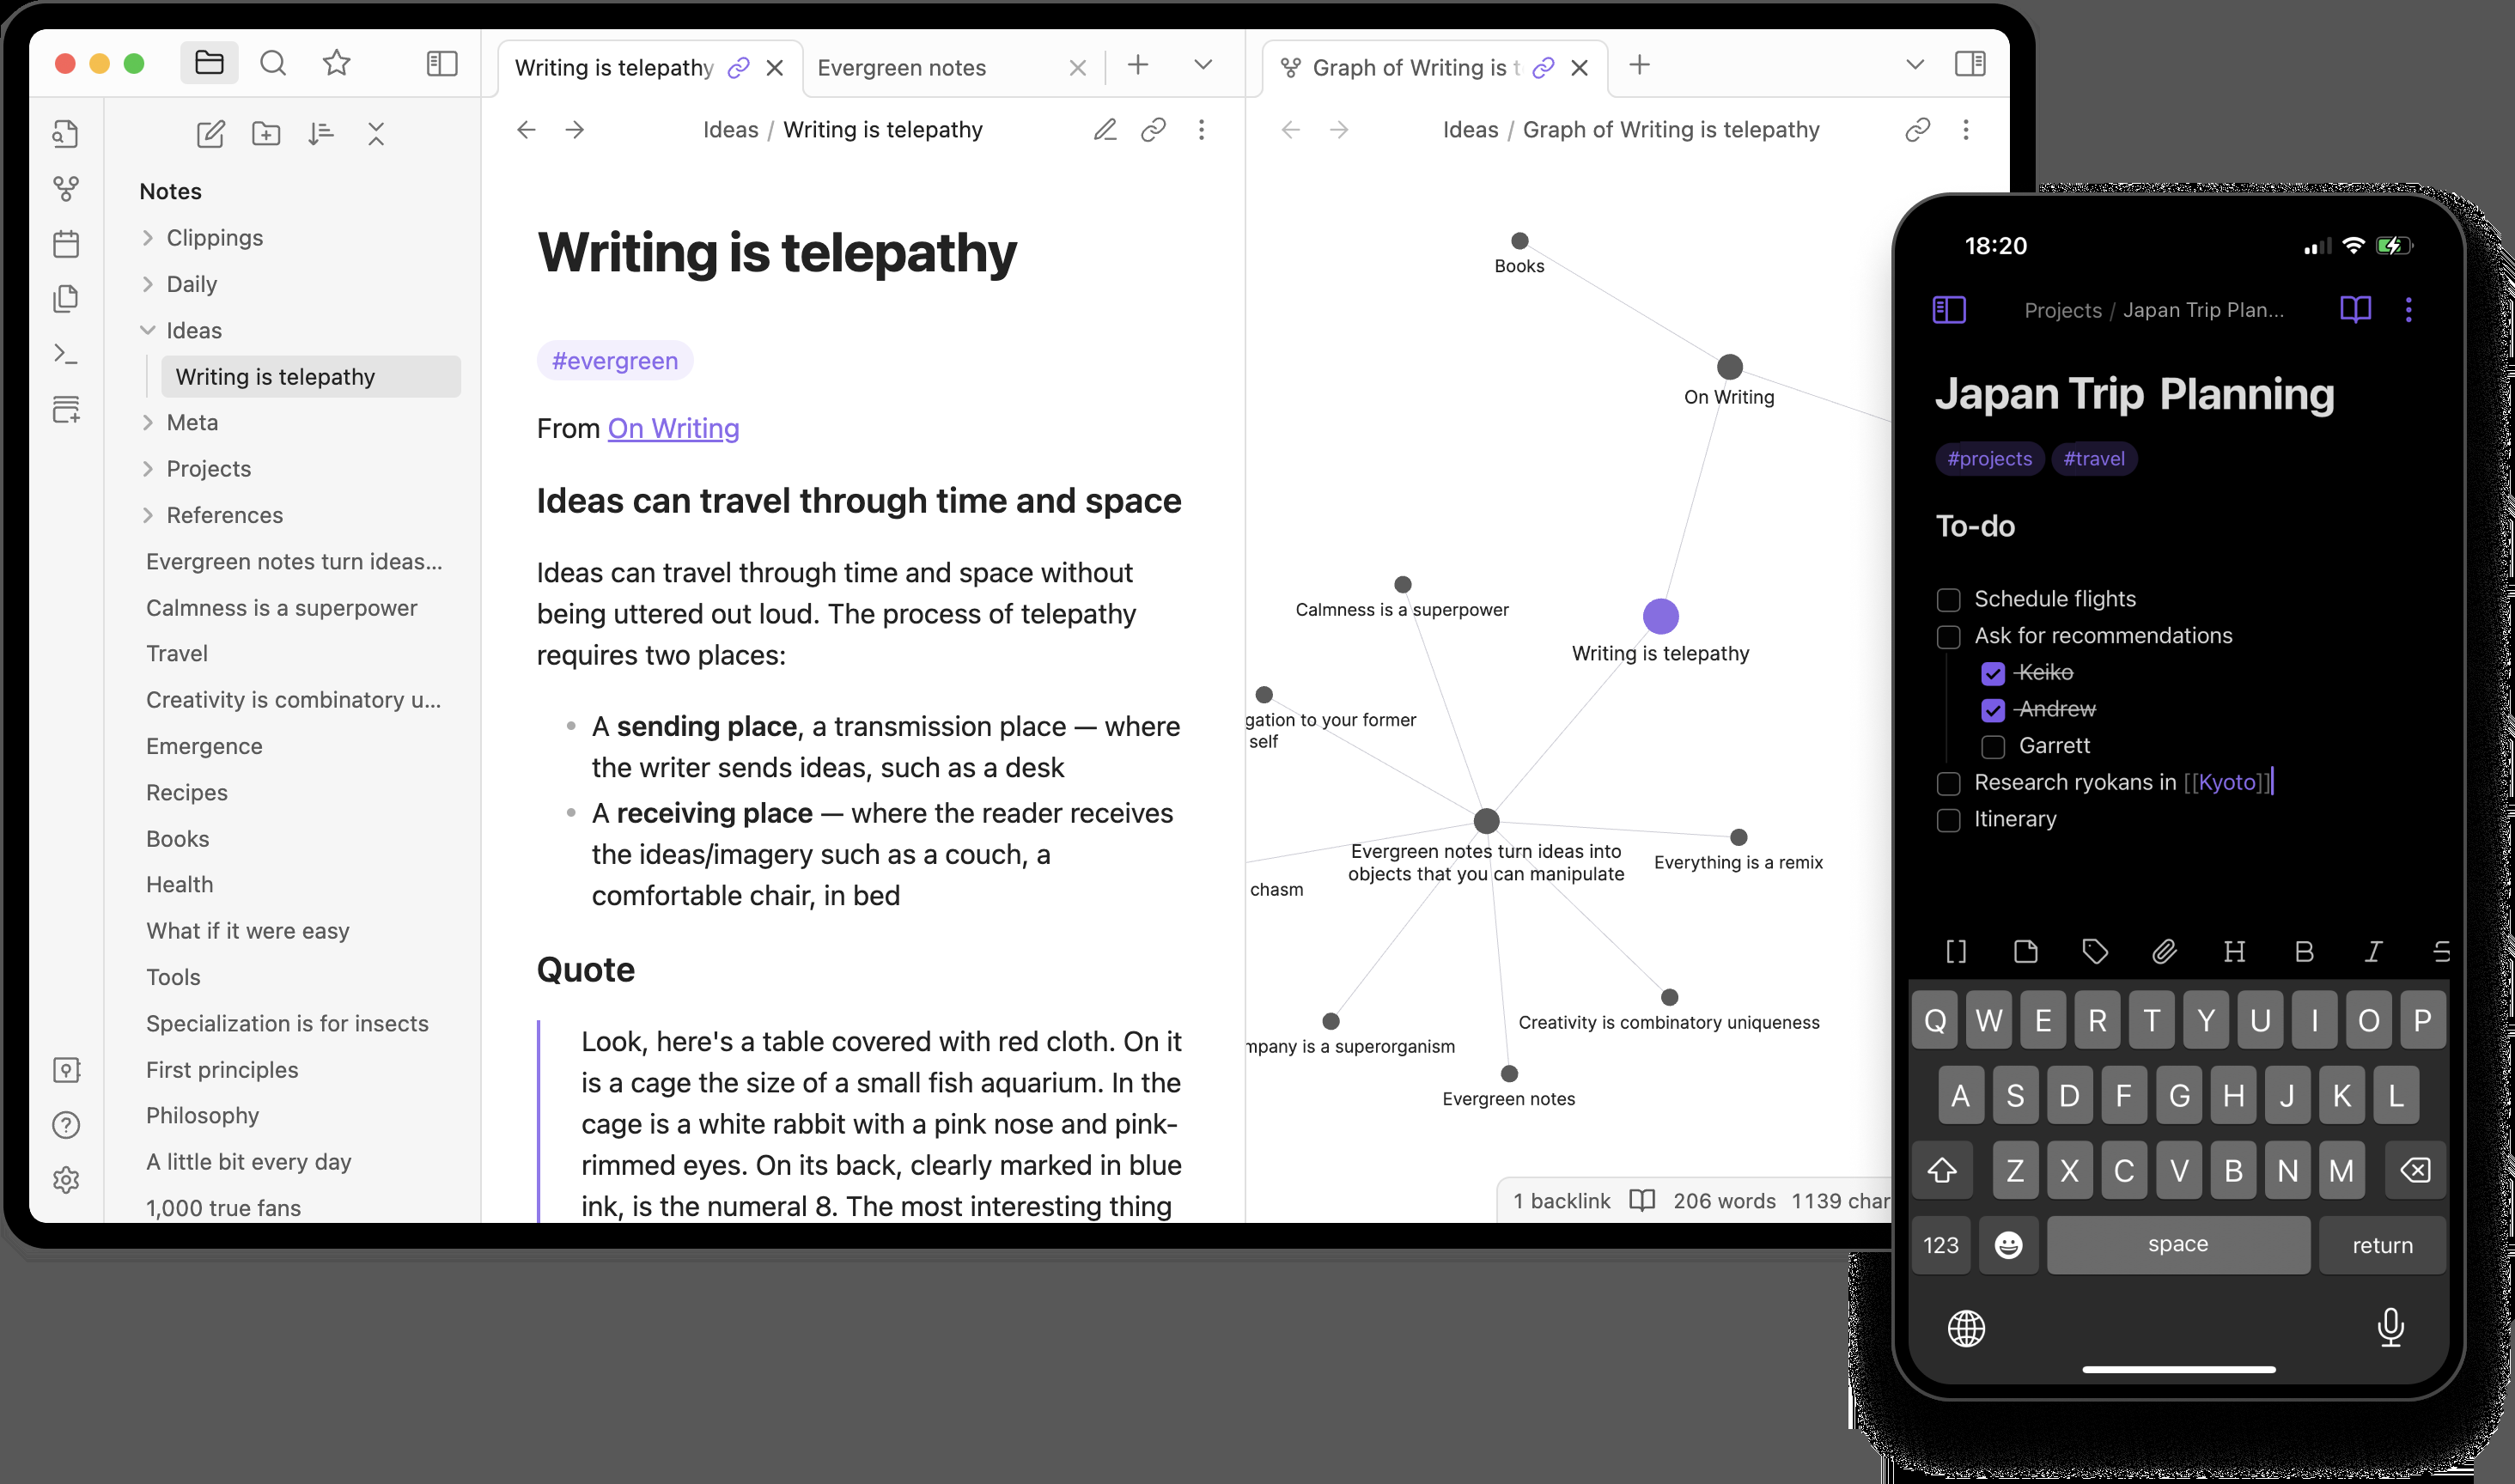 Writing is telepathy
Evergreen notes
Graph of Writing is t
Ideas / Writing is telepathy
Ideas / Graph of Writing is telepathy
Notes
Clippings
Daily
Ideas
Writing is telepathy
Meta
Projects
References
Evergreen notes turn ideas...
Calmness is a superpower
Travel
Creativity is combinatory u...
Emergence
Recipes
Books
Health
What if it were easy
Tools
Specialization is for insects
First principles
Philosophy
A little bit every day
1,000 true fans
Writing is telepathy
#evergreen
From On Writing
Ideas can travel through time and space
Ideas can travel through time and space without
being uttered out loud. The process of telepathy
requires two places:
A sending place, a transmission place — where
the writer sends ideas, such as a desk
A receiving place — where the reader receives
the ideas/imagery such as a couch, a
comfortable chair, in bed
Quote
Look, here's a table covered with red cloth. On it
is a cage the size of a small fish aquarium. In the
cage is a white rabbit with a pink nose and pink-
rimmed eyes. On its back, clearly marked in blue
ink, is the numeral 8. The most interesting thing
Books
On Writing
Calmness is a superpower
Writing is telepathy
gation to your former
self
Evergreen notes turn ideas into
objects that you can manipulate
Everything is a remix
chasm
Creativity is combinatory uniqueness
mpany is a superorganism
Evergreen notes
1 backlink 206 words 1139 char
18:20
Projects / Japan Trip Plan...
Japan Trip Planning
#projects #travel
To-do
Schedule flights
Ask for recommendations
Keiko
Andrew
Garrett
Research ryokans in [[Kyoto]]
Itinerary
[] H B I S
Q W E R T Y U I O P
A S D F G H J K L
Z X C V B N M
123 space return